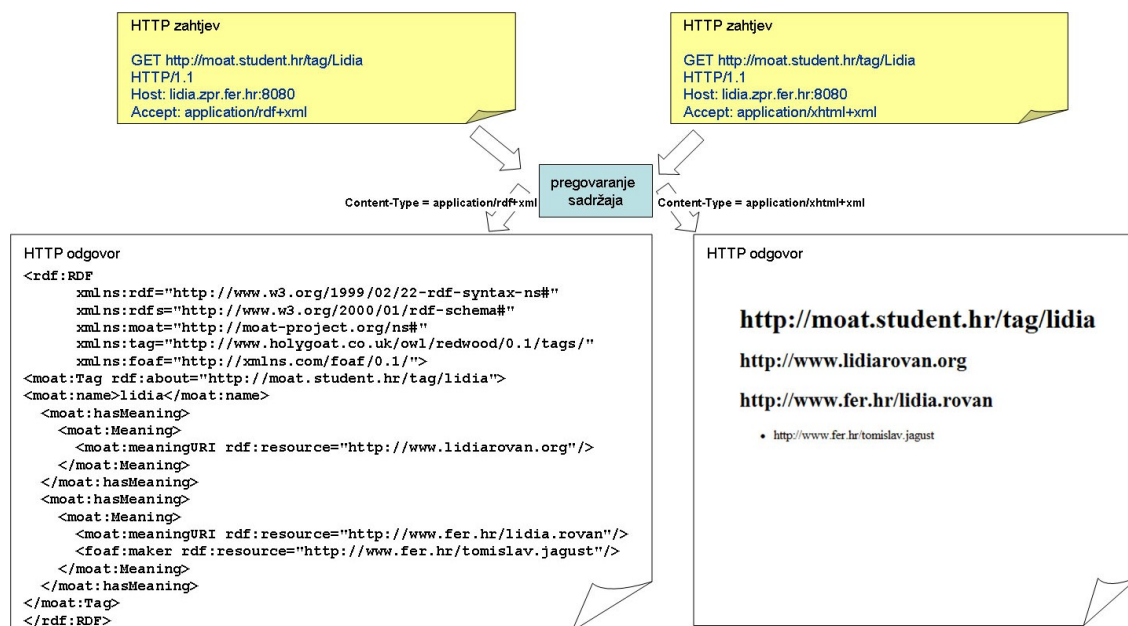 HTTP zahtjev
GET http://moat.student.hr/tag/Lidia
HTTP/1.1
Host: lidia.zpr.fer.hr:8080
Accept: application/rdf+xml
HTTP zahtjev
GET http://moat.student.hr/tag/Lidia
HTTP/1.1
Host: lidia.zpr.fer.hr:8080
Accept: application/xhtml+xml
pregovaranje
sadržaja
Content-Type = application/rdf+xml
Content-Type = application/xhtml+xml
HTTP odgovor
<rdf:RDF
xmlns:rdf="http://www.w3.org/1999/02/22-rdf-syntax-ns#"
xmlns:rdfs="http://www.w3.org/2000/01/rdf-schema#"
xmlns:moat="http://moat-project.org/ns#"
xmlns:tag="http://www.holygoat.co.uk/owl/redwood/0.1/tags/"
xmlns:foaf="http://xmlns.com/foaf/0.1/">
<moat:Tag rdf:about="http://moat.student.hr/tag/lidia">
<moat:name>lidia</moat:name>
<moat:hasMeaning>
<moat:Meaning>
<moat:meaningURI rdf:resource="http://www.lidiarovan.org"/>
</moat:Meaning>
</moat:hasMeaning>
<moat:hasMeaning>
<moat:Meaning>
<moat:meaningURI rdf:resource="http://www.fer.hr/lidia.rovan"/>
<foaf:maker rdf:resource="http://www.fer.hr/tomislav.jagust"/>
</moat:Meaning>
</moat:hasMeaning>
</moat:Tag>
</rdf:RDF>
HTTP odgovor
http://moat.student.hr/tag/lidia
http://www.lidiarovan.org
http://www.fer.hr/lidia.rovan
• http://www.fer.hr/tomislav.jagust